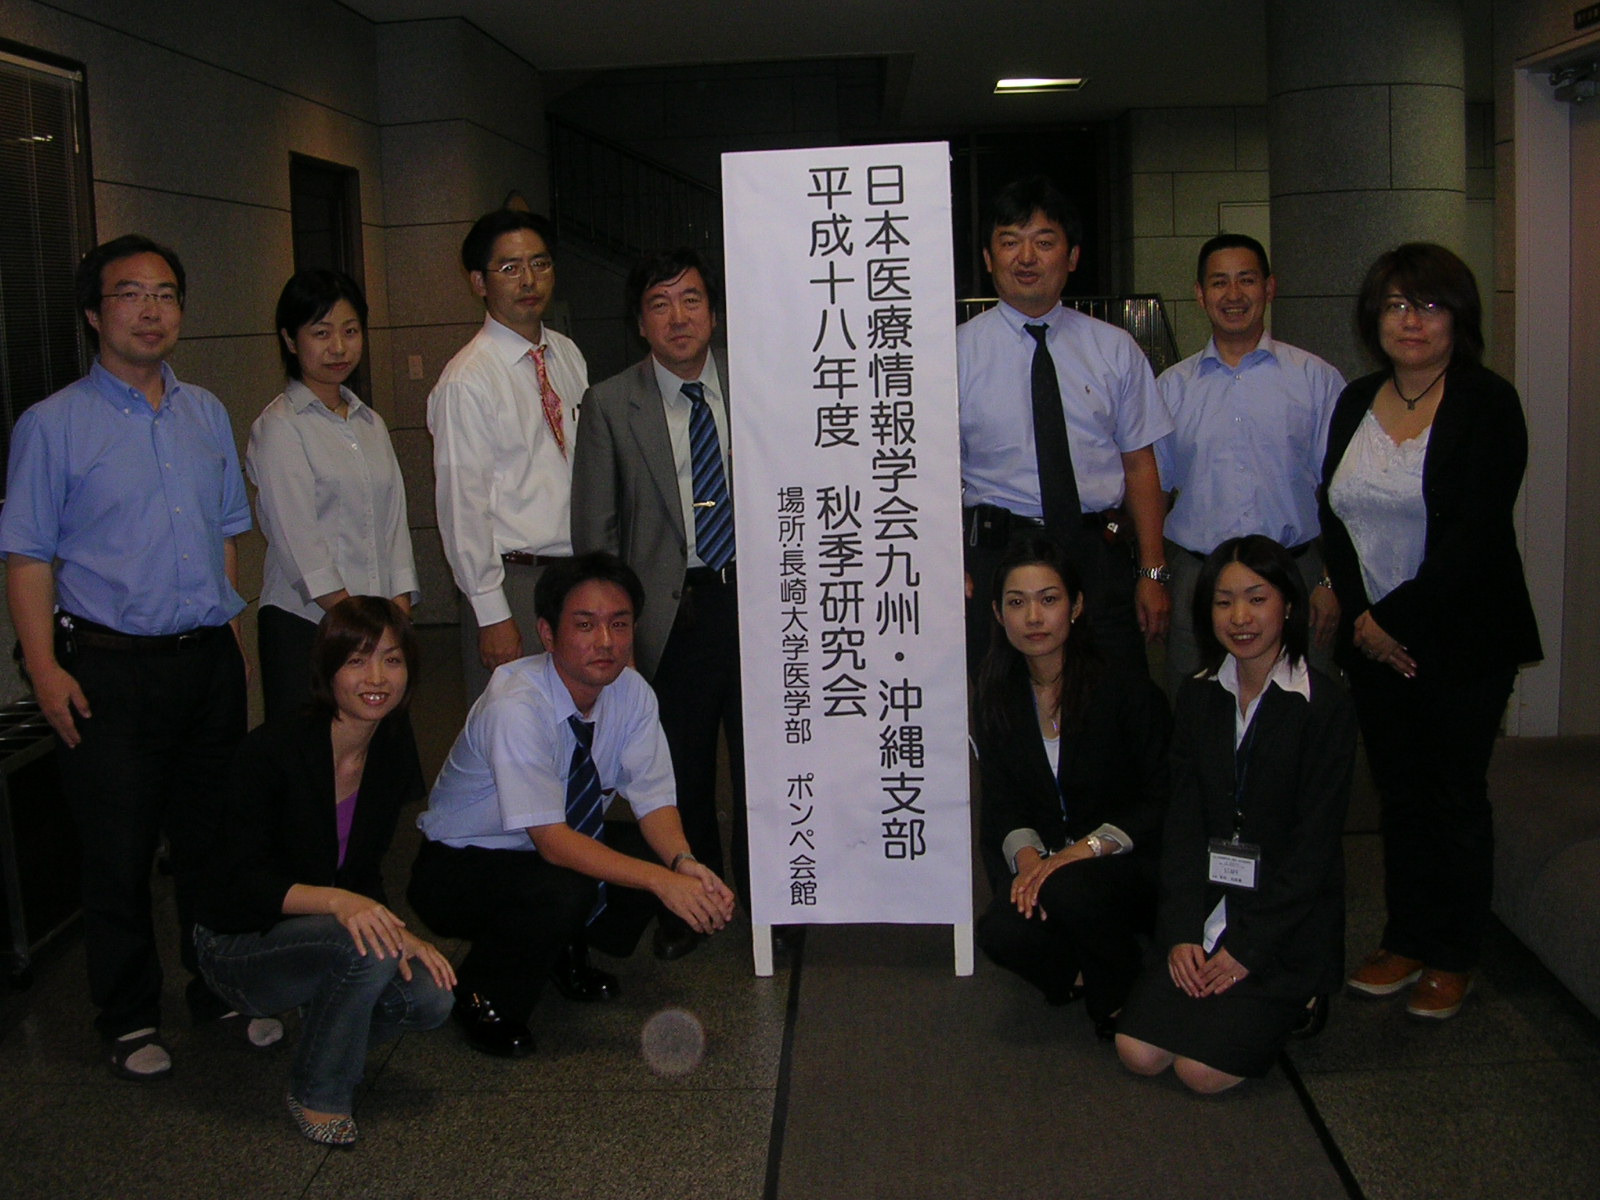 日本医療情報学会九州・沖縄支部
平成十八年度 秋季研究会
場所:長崎大学医学部 ポンペ会館